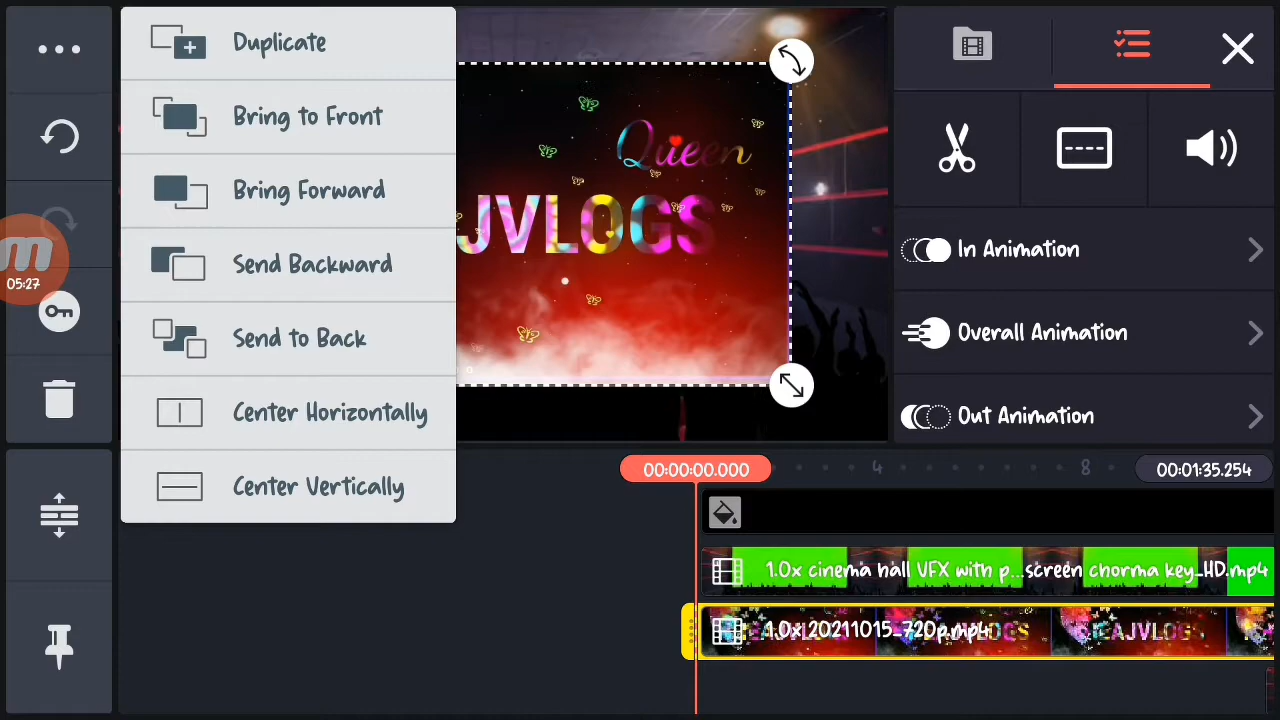 Duplicate
Bring to Front
Bring Forward
Send Backward
Send to Back
Center Horizontally
Center Vertically
Queen
JVLOGS
05:27
In Animation
Overall Animation
Out Animation
00:00:00.000
4
8
00:01:35.254
1.0x cinema hall VFX with p...screen chorma key_HD.mp4
1.0x 20211015_720p.mp4